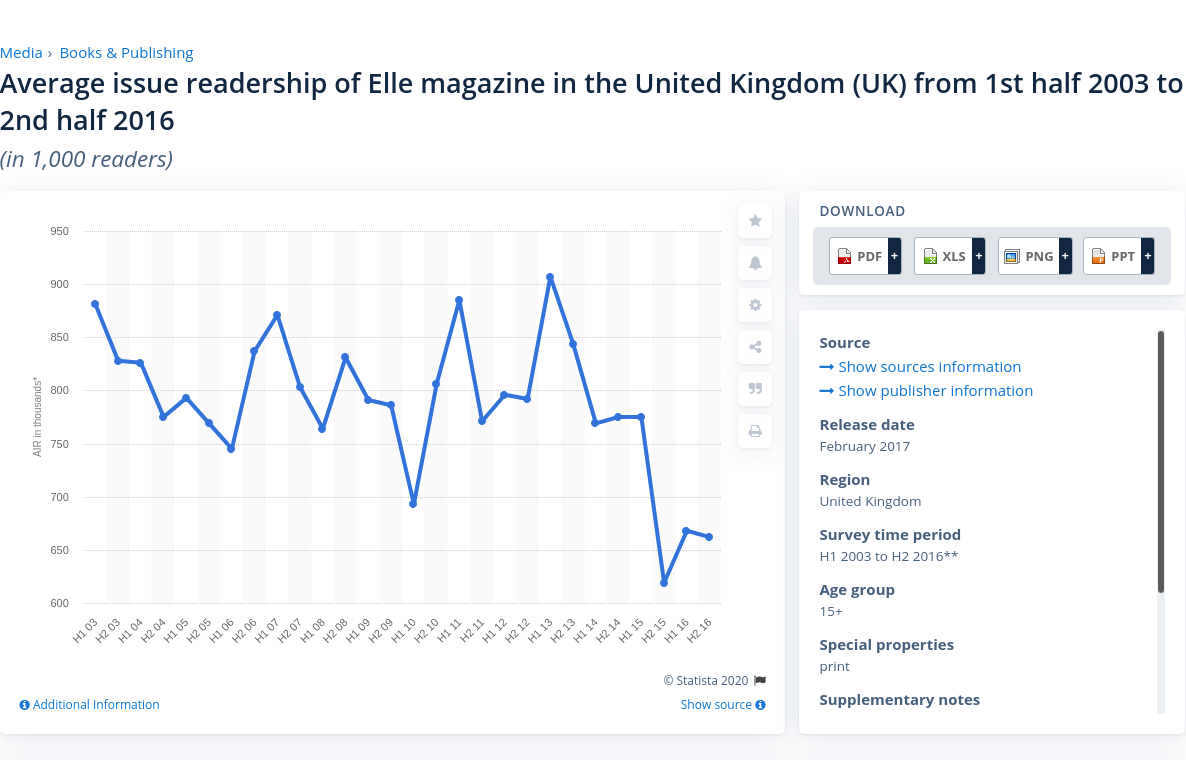 Media › Books & Publishing
Average issue readership of Elle magazine in the United Kingdom (UK) from 1st half 2003 to
2nd half 2016
(in 1,000 readers)
950
900
850
800
750
700
650
600
AIR in thousands*
H1 03
H2 03
H1 04
H2 04
H1 05
H2 05
H1 06
H2 06
H1 07
H2 07
H1 08
H2 08
H1 09
H2 09
H1 10
H2 10
H1 11
H2 11
H1 12
H2 12
H1 13
H2 13
H1 14
H2 14
H1 15
H2 15
H1 16
H2 16
© Statista 2020
Additional Information
Show source
DOWNLOAD
PDF +
XLS +
PNG +
PPT +
Source
Show sources information
Show publisher information
Release date
February 2017
Region
United Kingdom
Survey time period
H1 2003 to H2 2016**
Age group
15+
Special properties
print
Supplementary notes